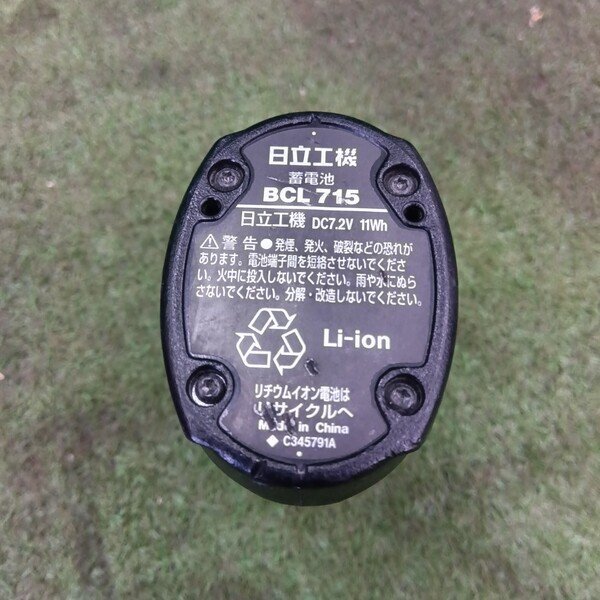 日立工機
蓄電池
BCL 715
日立工機 DC7.2V 11Wh
⚠警告●発煙、発火、破裂などの恐れが
あります。電池端子間を短絡させないでくださ
い。火中に投入しないでください。雨や水にぬら
さないでください。分解・改造しないでください。
Li-ion
リチウムイオン電池は
リサイクルへ
Made in China
◆ C345791A